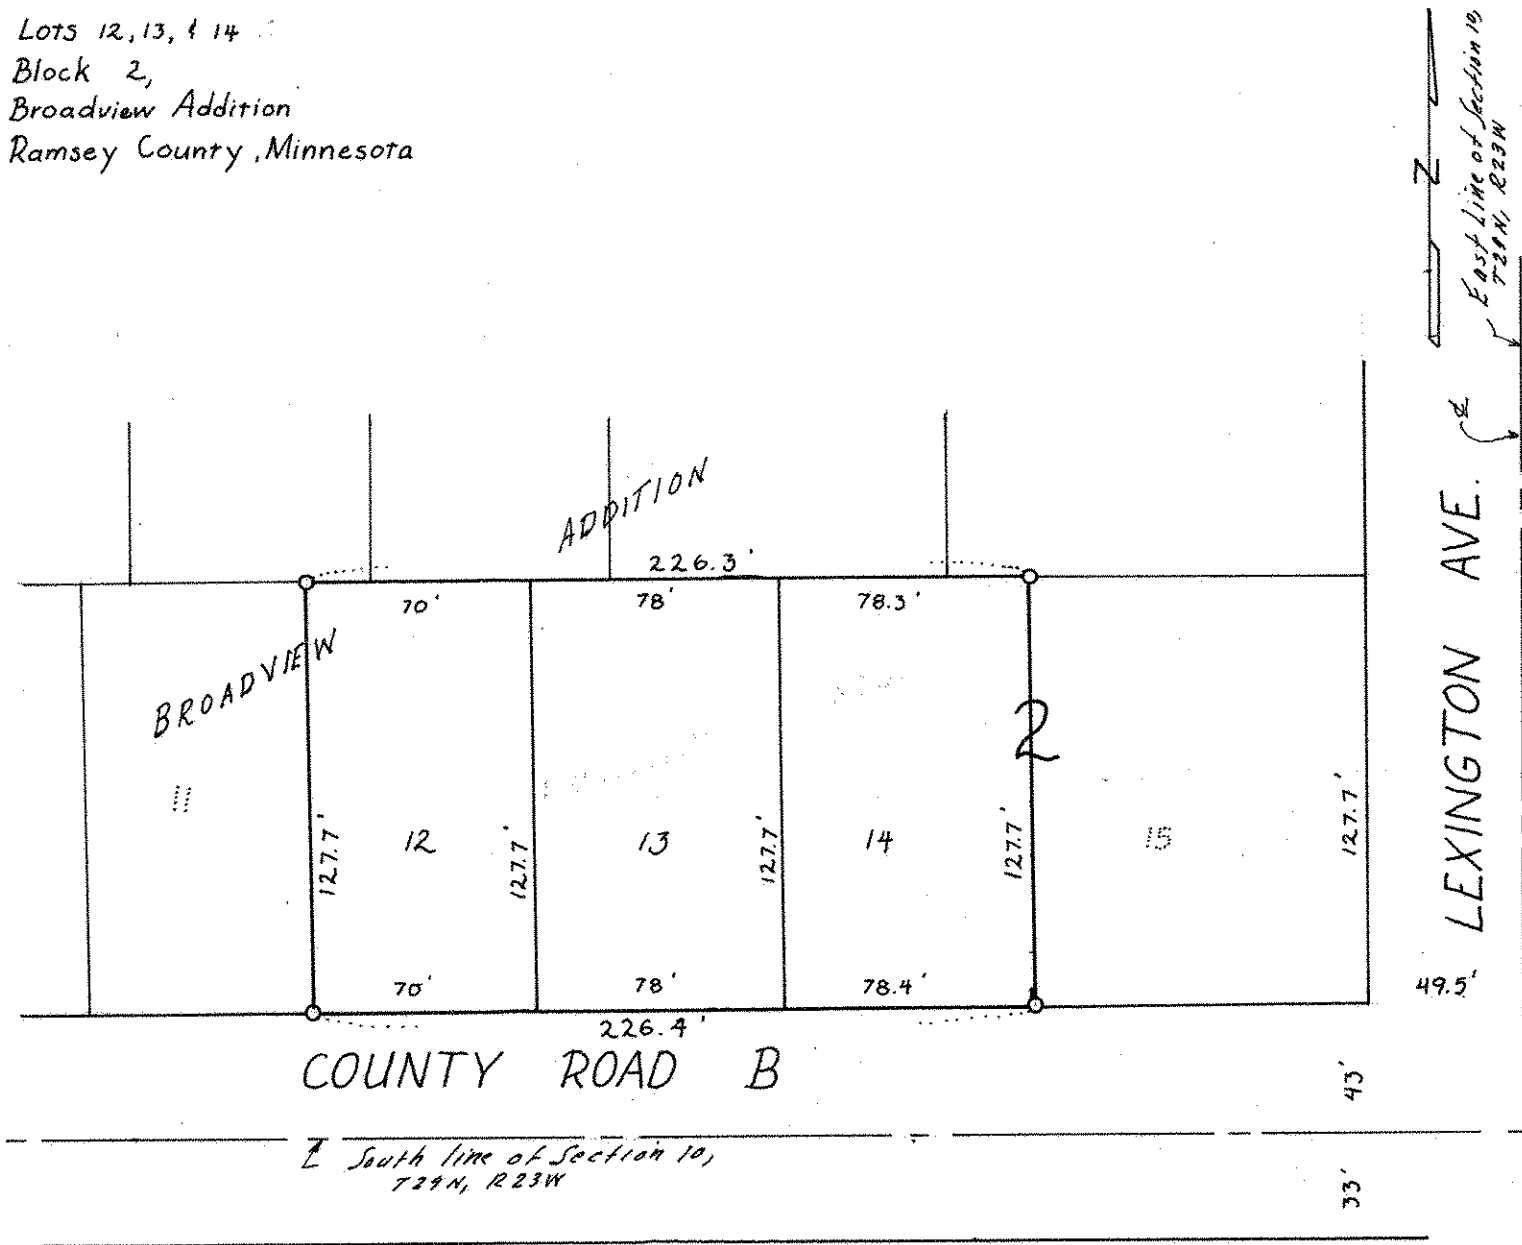 Lots 12, 13, & 14
Block 2,
Broadview Addition
Ramsey County, Minnesota
N
East Line of Section 10,
T29N, R23W
℄
LEXINGTON AVE.
ADDITION
226.3'
70'
78'
78.3'
BROADVIEW
2
11
12
13
14
15
127.7'
127.7'
127.7'
127.7'
127.7'
70'
78'
78.4'
49.5'
226.4'
COUNTY ROAD B
43'
South line of Section 10,
T29N, R23W
33'